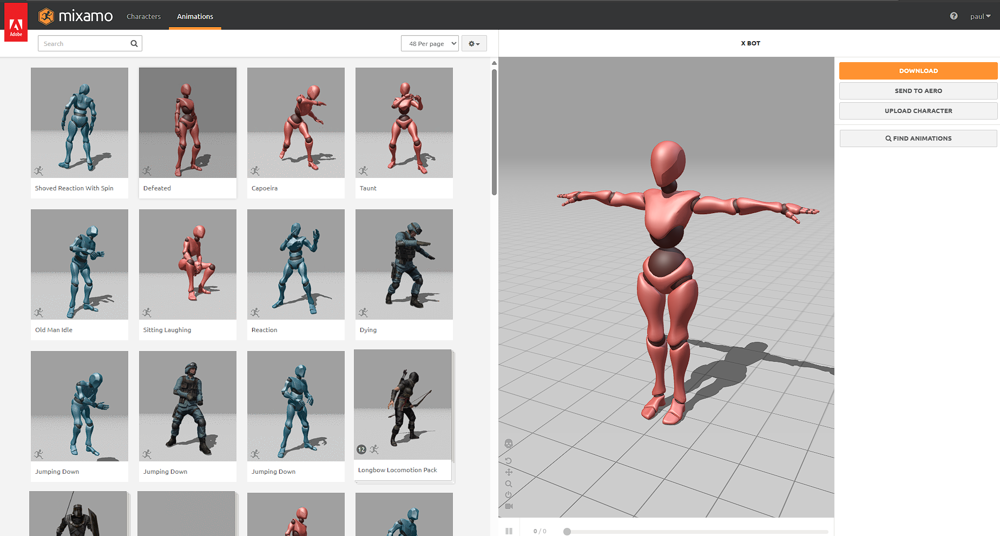 Adobe
mixamo
Characters
Animations
paul
Search
48 Per page
X BOT
DOWNLOAD
SEND TO AERO
UPLOAD CHARACTER
FIND ANIMATIONS
Shoved Reaction With Spin
Defeated
Capoeira
Taunt
Old Man Idle
Sitting Laughing
Reaction
Dying
Jumping Down
Jumping Down
Jumping Down
12
Longbow Locomotion Pack
0 / 0